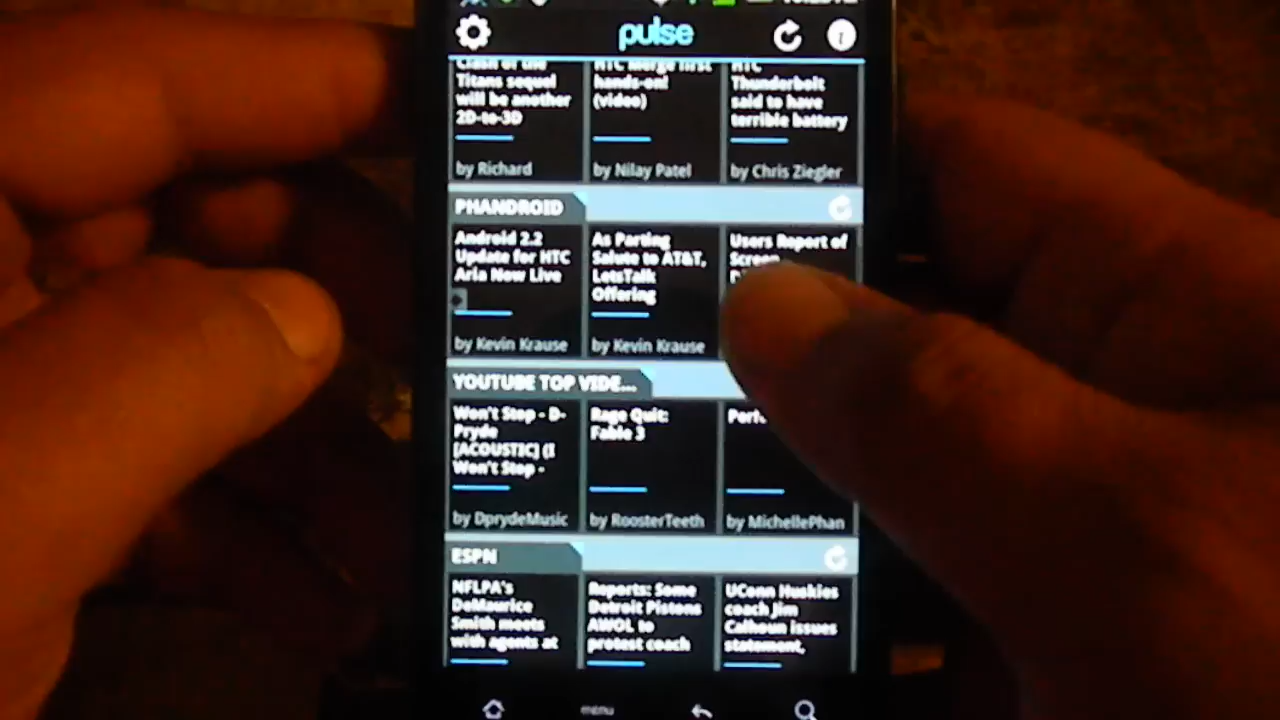 pulse
Clash of the
Titans sequel
will be another
2D-to-3D
by Richard
HTC Merge first
hands-on!
(video)
by Nilay Patel
HTC
Thunderbolt
said to have
terrible battery
by Chris Ziegler
PHANDROID
Android 2.2
Update for HTC
Aria Now Live
by Kevin Krause
As Parting
Salute to AT&T,
LetsTalk
Offering
by Kevin Krause
Users Report of
Screen
YOUTUBE TOP VIDE...
Won't Stop - D-
Pryde
[ACOUSTIC] (I
Won't Stop -
by DprydeMusic
Rage Quit:
Fable 3
by RoosterTeeth
by MichellePhan
ESPN
NFLPA's
DeMaurice
Smith meets
with agents at
Reports: Some
Detroit Pistons
AWOL to
protest coach
UConn Huskies
coach Jim
Calhoun issues
statement,
menu